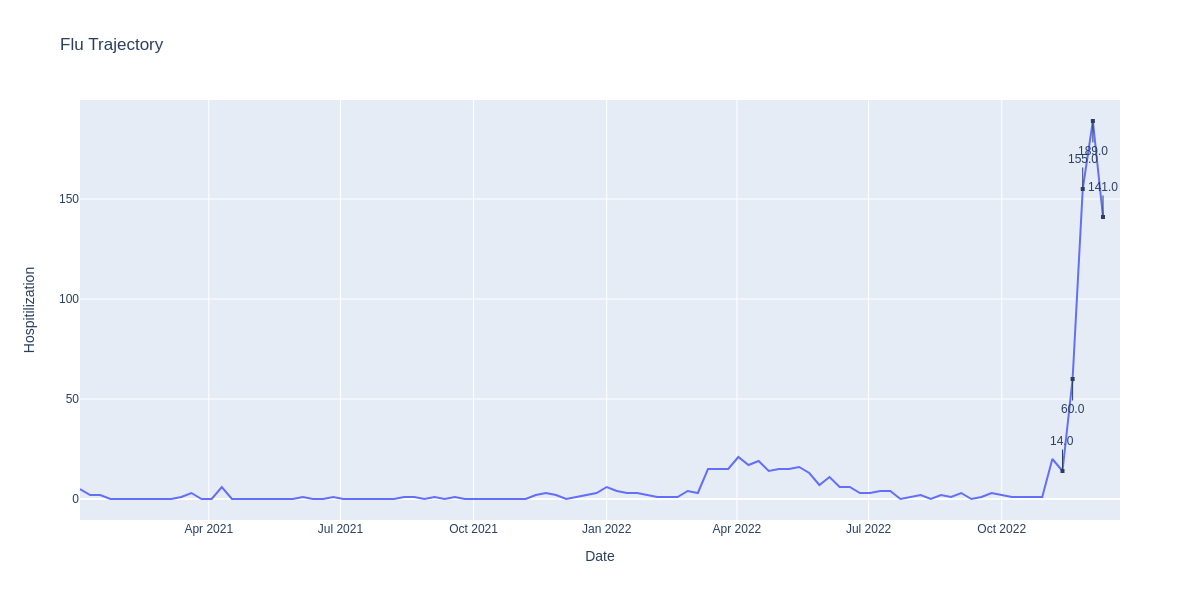 Flu Trajectory
189.0
155.0
141.0
150
100
50
60.0
14.0
0
Hospitilization
Apr 2021
Jul 2021
Oct 2021
Jan 2022
Apr 2022
Jul 2022
Oct 2022
Date